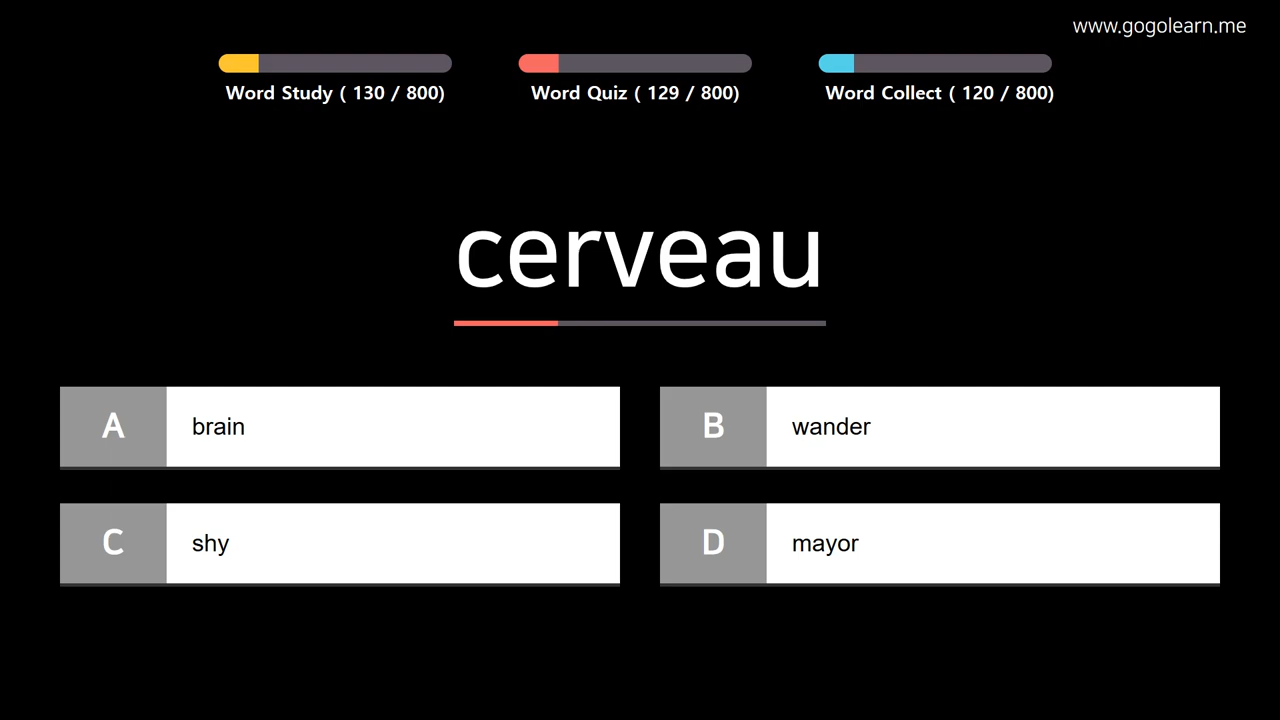 www.gogolearn.me
Word Study ( 130 / 800)
Word Quiz ( 129 / 800)
Word Collect ( 120 / 800)
cerveau
A brain
B wander
C shy
D mayor